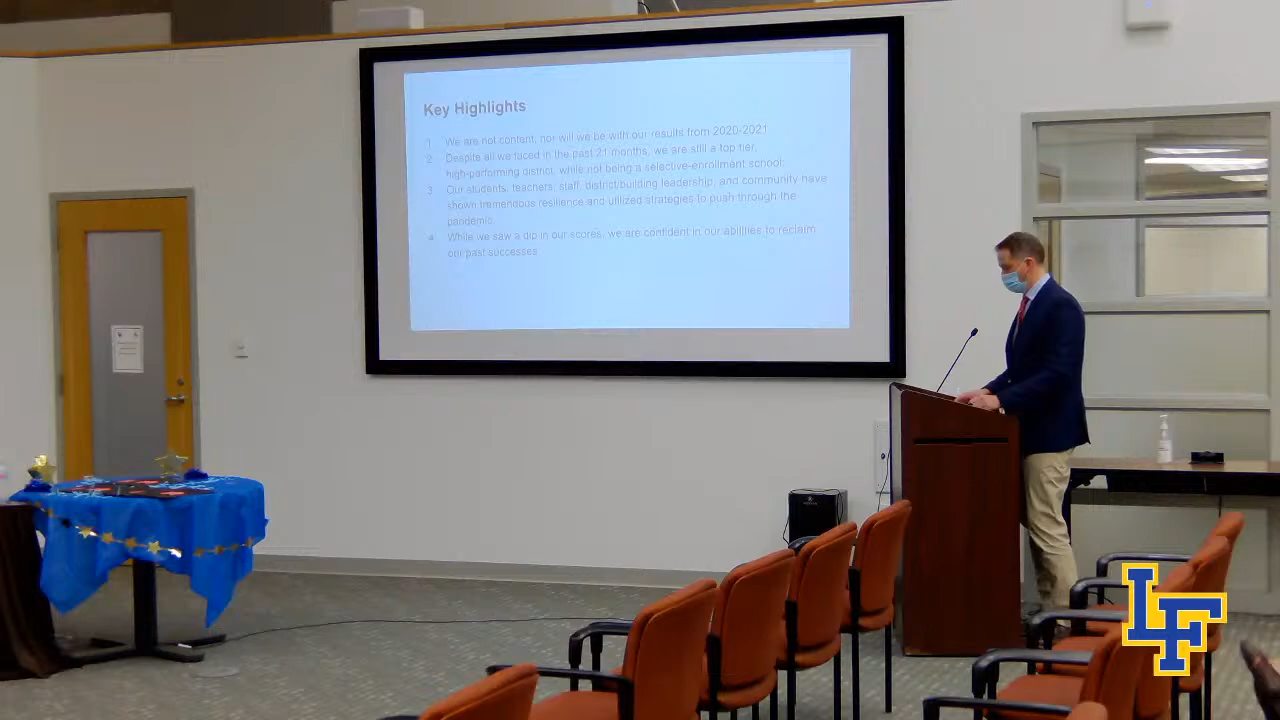 Key Highlights
1 We are not content, nor will we be with our results from 2020-2021
2 Despite all we faced in the past 21 months, we are still a top tier,
high-performing district, while not being a selective-enrollment school;
3 Our students, teachers, staff, district/building leadership, and community have
shown tremendous resilience and utilized strategies to push through the
pandemic
4 While we saw a dip in our scores, we are confident in our abilities to reclaim
our past successes
LF